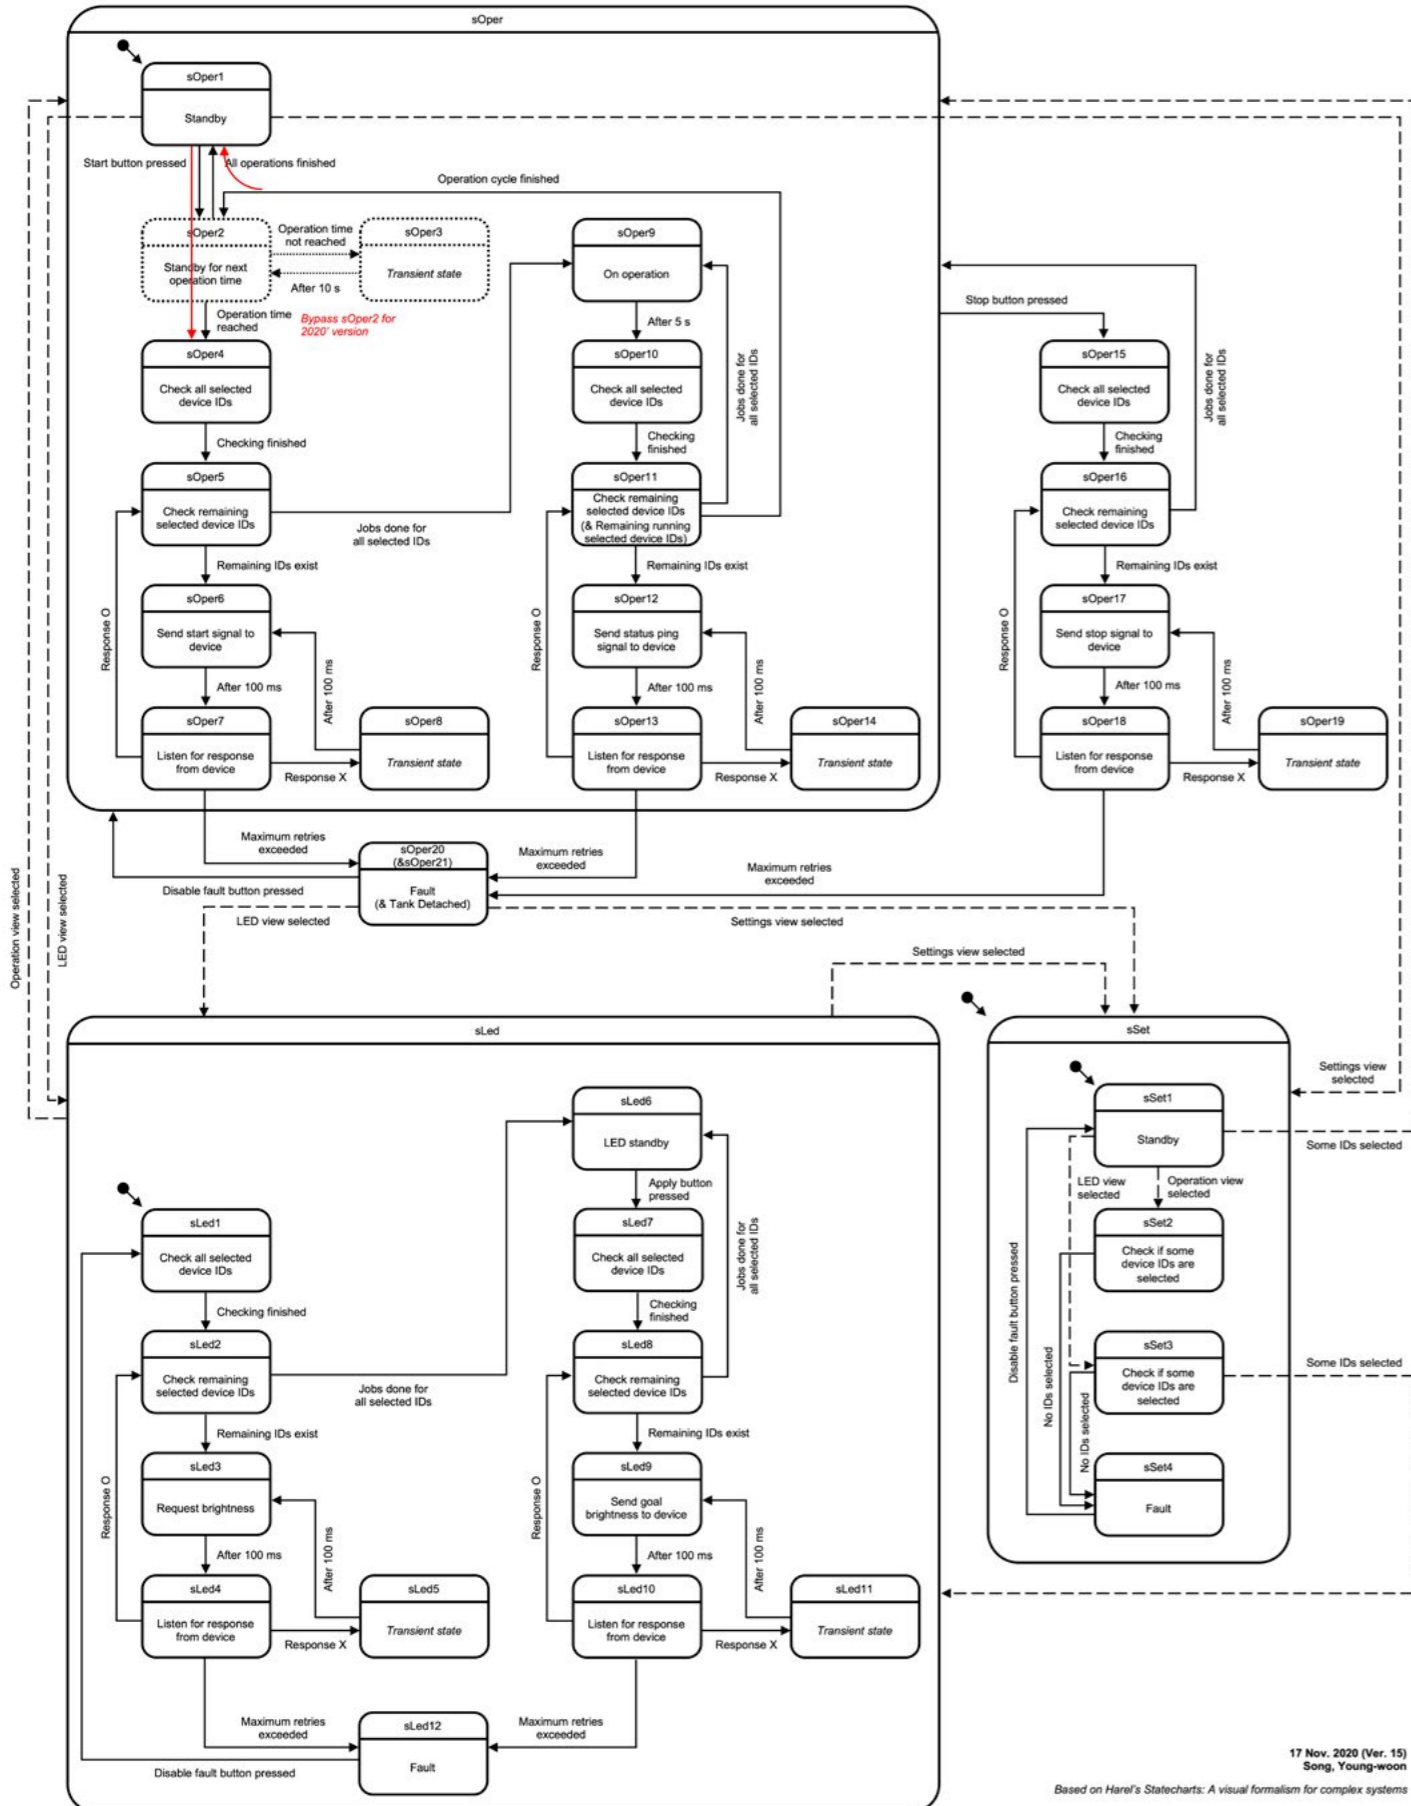 sOper
sOper1
Standby
Start button pressed
All operations finished
Operation cycle finished
sOper2
Standby for next
operation time
Operation time
not reached
After 10 s
sOper3
Transient state
Operation time
reached
Bypass sOper2 for
2020' version
sOper4
Check all selected
device IDs
Checking finished
sOper5
Check remaining
selected device IDs
Jobs done for
all selected IDs
Remaining IDs exist
sOper6
Send start signal to
device
Response O
After 100 ms
After 100 ms
sOper7
Listen for response
from device
Response X
sOper8
Transient state
sOper9
On operation
After 5 s
sOper10
Check all selected
device IDs
Jobs done for
all selected IDs
Checking
finished
sOper11
Check remaining
selected device IDs
(& Remaining running
selected device IDs)
Remaining IDs exist
sOper12
Send status ping
signal to device
Response O
After 100 ms
After 100 ms
sOper13
Listen for response
from device
Response X
sOper14
Transient state
Stop button pressed
sOper15
Check all selected
device IDs
Jobs done for
all selected IDs
Checking
finished
sOper16
Check remaining
selected device IDs
Remaining IDs exist
sOper17
Send stop signal to
device
Response O
After 100 ms
After 100 ms
sOper18
Listen for response
from device
Response X
sOper19
Transient state
Maximum retries
exceeded
sOper20
(&sOper21)
Fault
(& Tank Detached)
Maximum retries
exceeded
Maximum retries
exceeded
Disable fault button pressed
LED view selected
Settings view selected
Operation view selected
LED view selected
Settings view selected
sLed
sLed1
Check all selected
device IDs
Checking finished
sLed2
Check remaining
selected device IDs
Jobs done for
all selected IDs
Remaining IDs exist
sLed3
Request brightness
Response O
After 100 ms
After 100 ms
sLed4
Listen for response
from device
Response X
sLed5
Transient state
sLed6
LED standby
Apply button
pressed
sLed7
Check all selected
device IDs
Jobs done for
all selected IDs
Checking
finished
sLed8
Check remaining
selected device IDs
Remaining IDs exist
sLed9
Send goal
brightness to device
Response O
After 100 ms
After 100 ms
sLed10
Listen for response
from device
Response X
sLed11
Transient state
Maximum retries
exceeded
sLed12
Fault
Maximum retries
exceeded
Disable fault button pressed
sSet
Settings view
selected
sSet1
Standby
Some IDs selected
LED view
selected
Operation view
selected
sSet2
Check if some
device IDs are
selected
Disable fault button pressed
No IDs selected
No IDs selected
sSet3
Check if some
device IDs are
selected
Some IDs selected
sSet4
Fault
17 Nov. 2020 (Ver. 15)
Song, Young-woon
Based on Harel's Statecharts: A visual formalism for complex systems